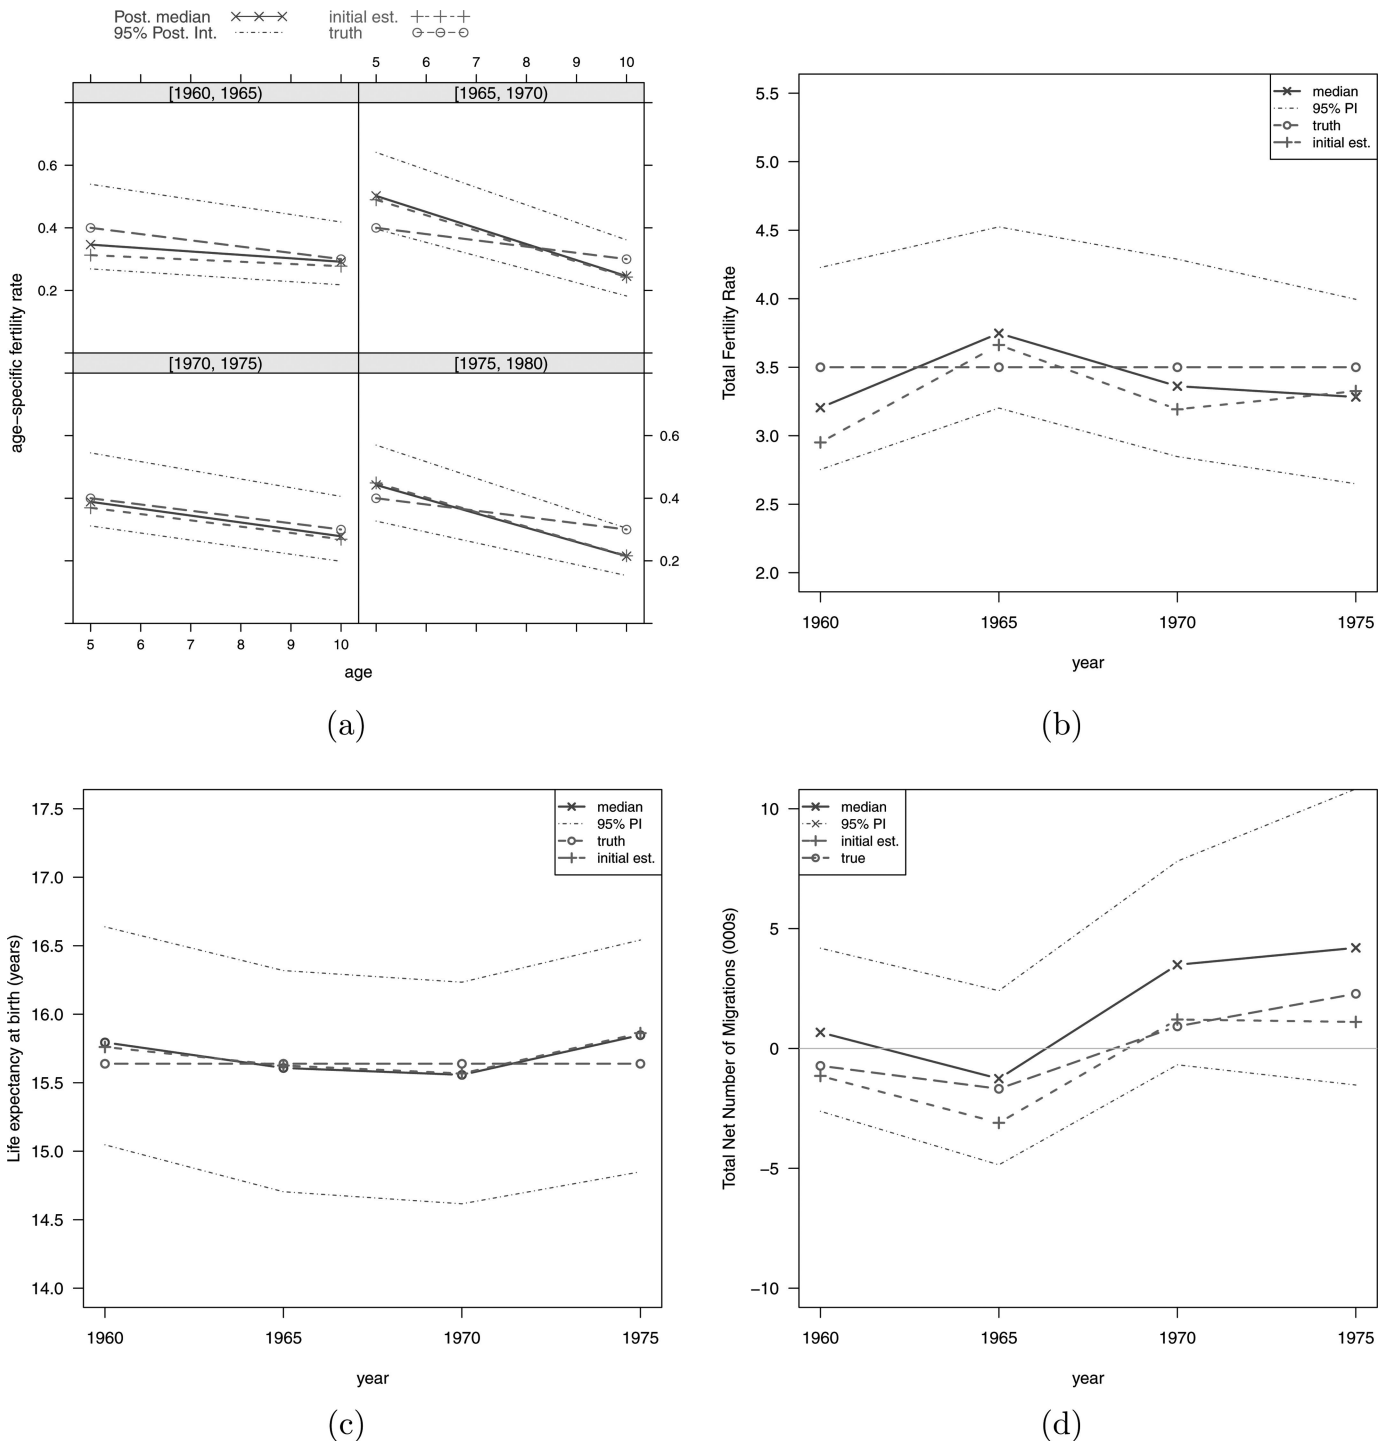 Post. median
initial est.
95% Post. Int.
truth
5 6 7 8 9 10
[1960, 1965) [1965, 1970)
0.6
0.4
0.2
[1970, 1975) [1975, 1980)
0.6
0.4
0.2
5 6 7 8 9 10
age
age−specific fertility rate
(a)
median
95% PI
truth
initial est.
5.5
5.0
4.5
4.0
3.5
3.0
2.5
2.0
1960 1965 1970 1975
year
Total Fertility Rate
(b)
median
95% PI
truth
initial est.
17.5
17.0
16.5
16.0
15.5
15.0
14.5
14.0
1960 1965 1970 1975
year
Life expectancy at birth (years)
(c)
median
95% PI
initial est.
true
10
5
0
−5
−10
1960 1965 1970 1975
year
Total Net Number of Migrations (000s)
(d)